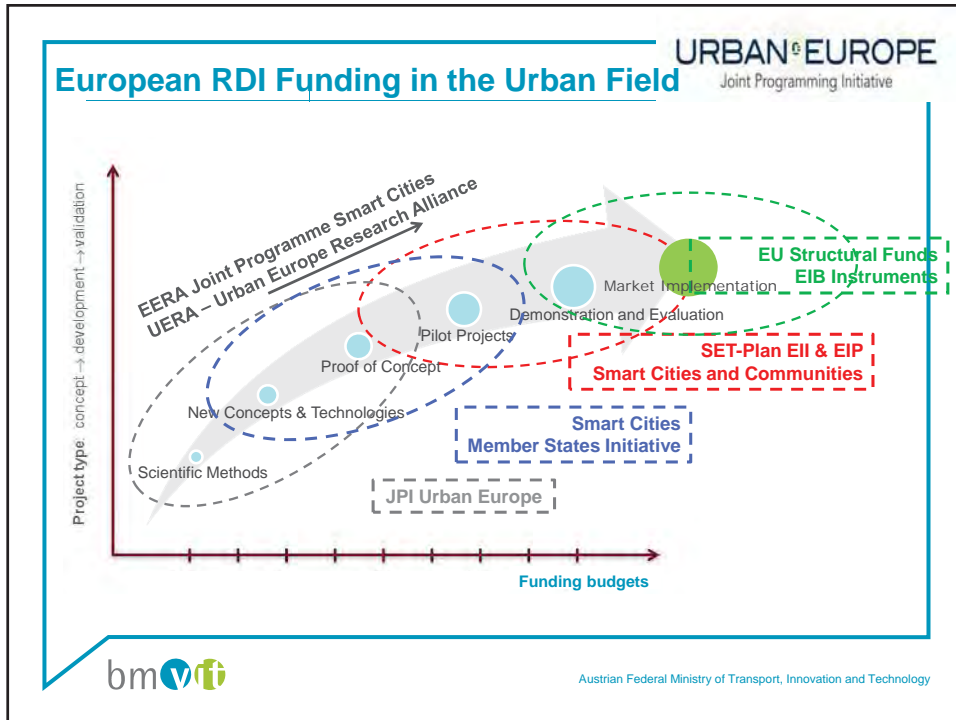 URBAN EUROPE
Joint Programming Initiative
European RDI Funding in the Urban Field
Project type: concept → development → validation
EERA Joint Programme Smart Cities
UERA – Urban Europe Research Alliance
EU Structural Funds
EIB Instruments
Market Implementation
Demonstration and Evaluation
Pilot Projects
SET-Plan EII & EIP
Smart Cities and Communities
Proof of Concept
New Concepts & Technologies
Smart Cities
Member States Initiative
Scientific Methods
JPI Urban Europe
Funding budgets
bmvit
Austrian Federal Ministry of Transport, Innovation and Technology